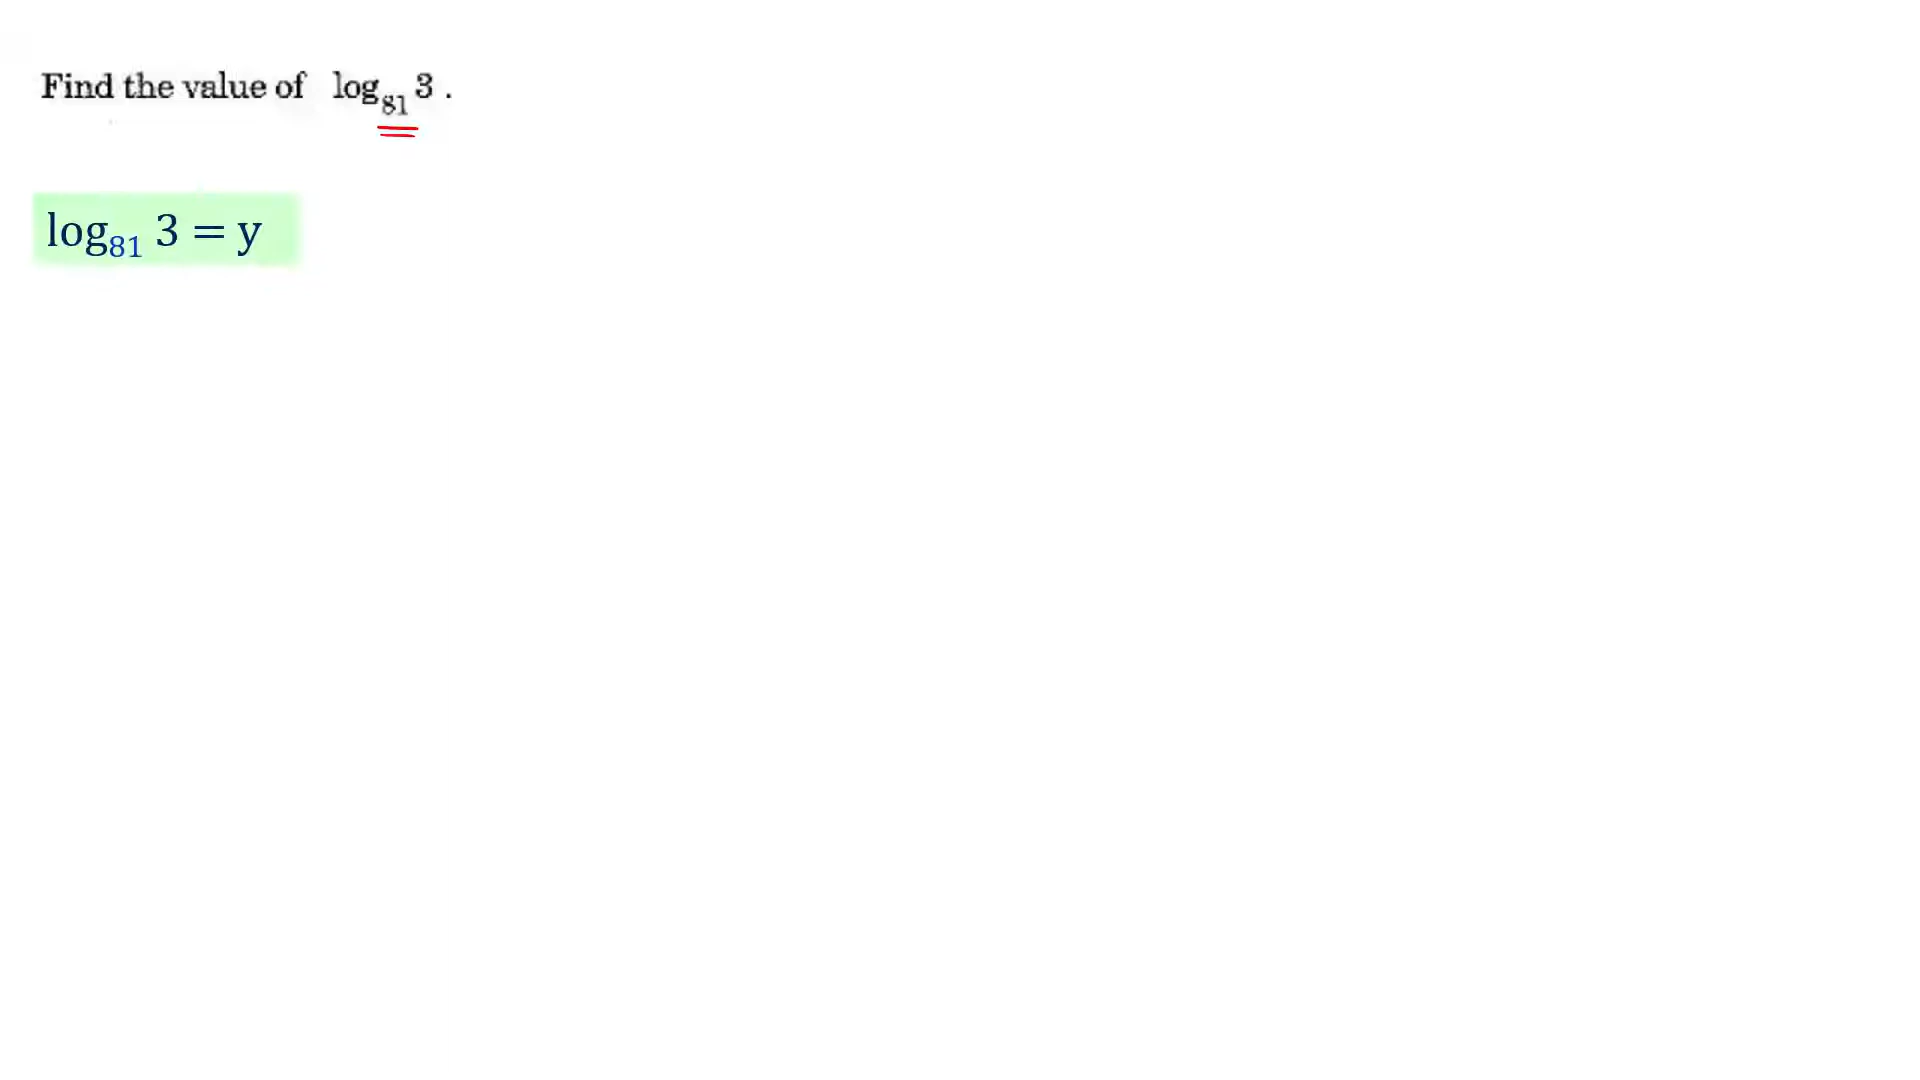 Find the value of log₈₁ 3 .
log₈₁ 3 = y